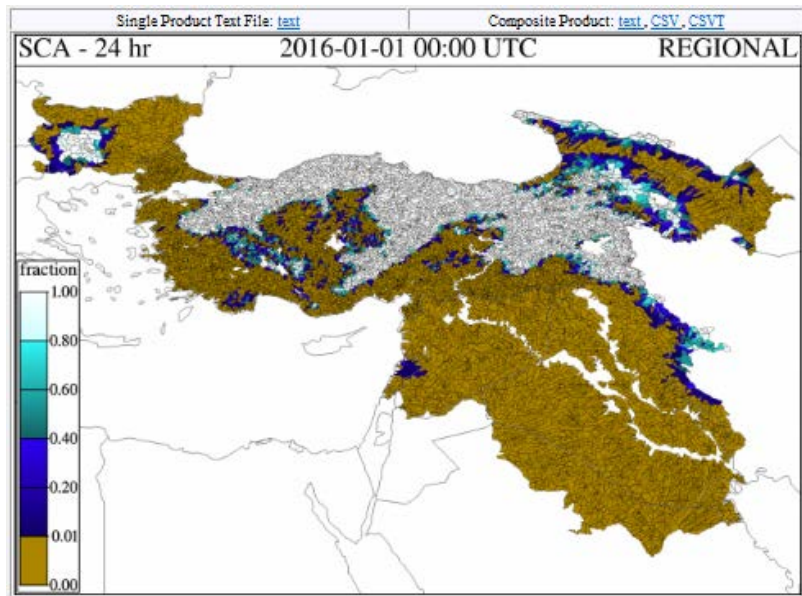 Single Product Text File: text
Composite Product: text , CSV , CSVT
SCA - 24 hr 2016-01-01 00:00 UTC REGIONAL
fraction
1.00
0.80
0.60
0.40
0.20
0.01
0.00